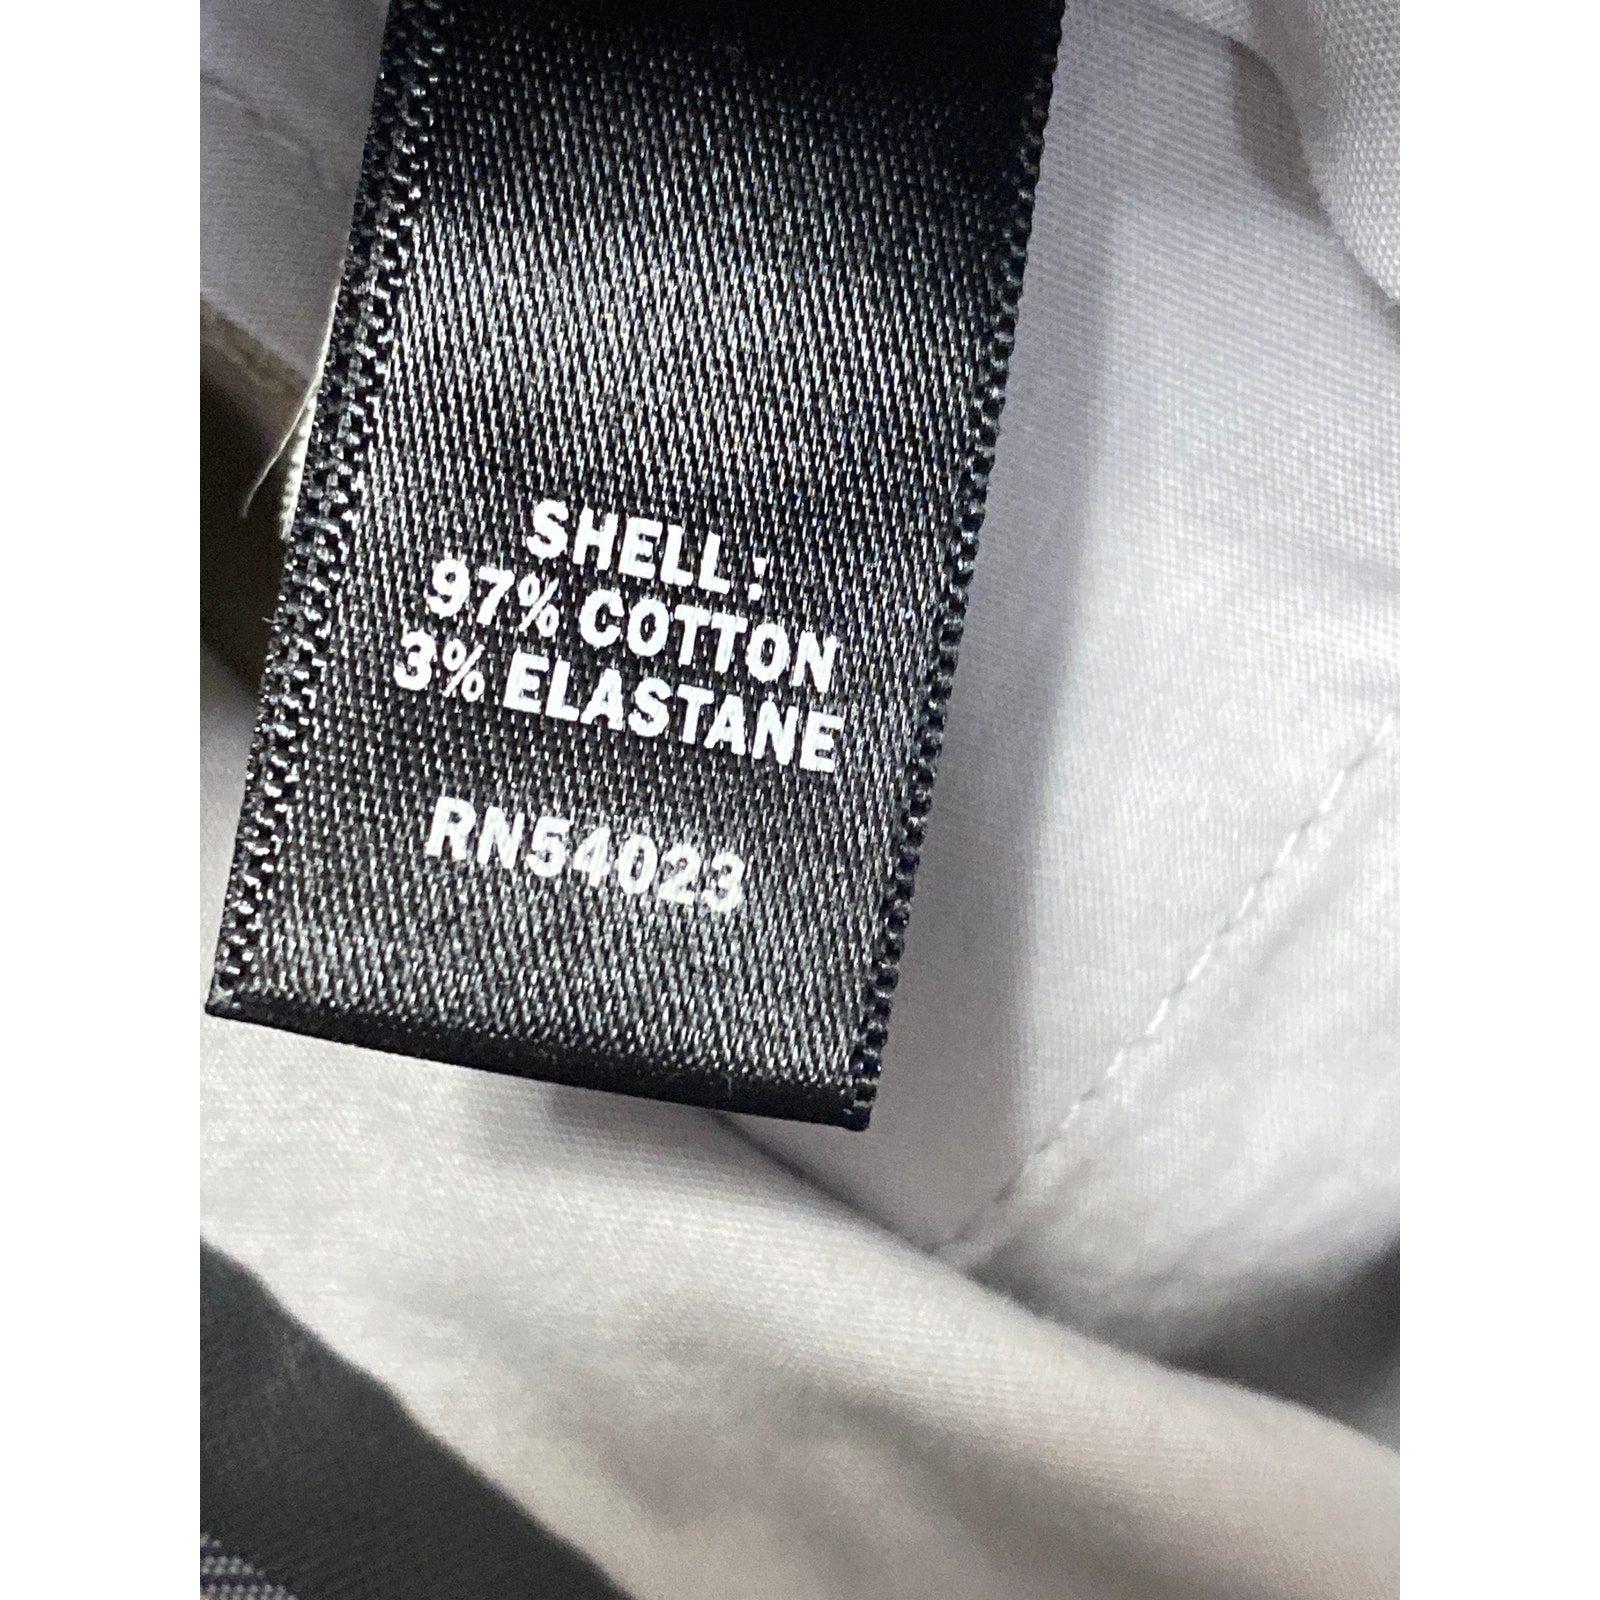 SHELL:
97% COTTON
3% ELASTANE
RN54023